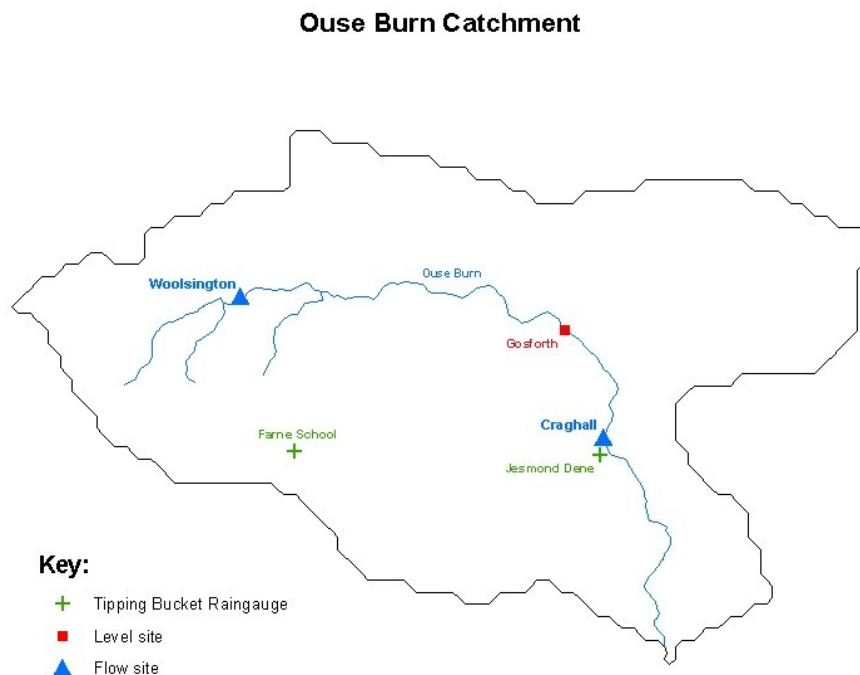 Ouse Burn Catchment
Woolsington
Ouse Burn
Gosforth
Craghall
Farne School
Jesmond Dene
Key:
Tipping Bucket Raingauge
Level site
Flow site